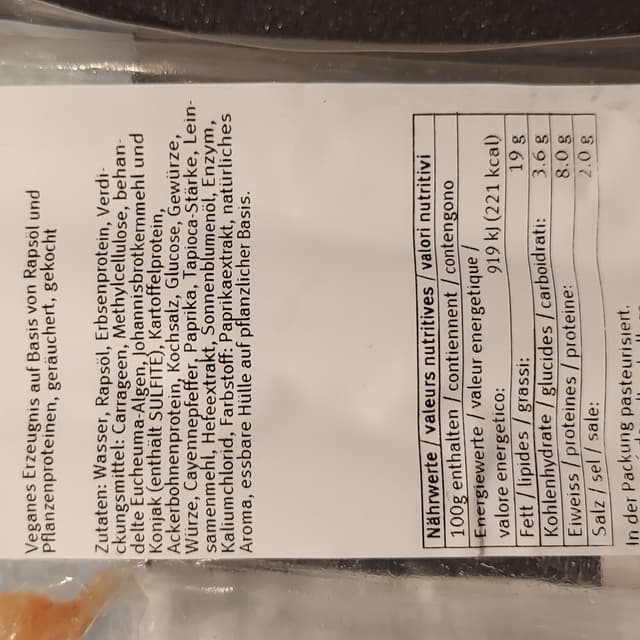 Veganes Erzeugnis auf Basis von Rapsöl und
Pflanzenproteinen, geräuchert, gekocht
Zutaten: Wasser, Rapsöl, Erbsenprotein, Verdi-
ckungsmittel: Carrageen, Methylcellulose, behan-
delte Eucheuma-Algen, Johannisbrotkernmehl und
Konjak (enthält SULFITE), Kartoffelprotein,
Ackerbohnenprotein, Kochsalz, Glucose, Gewürze,
Würze, Cayennepfeffer, Paprika, Tapioca-Stärke, Lein-
samenmehl, Hefeextrakt, Sonnenblumenöl, Enzym,
Kaliumchlorid, Farbstoff: Paprikaextrakt, natürliches
Aroma, essbare Hülle auf pflanzlicher Basis.
Nährwerte / valeurs nutritives / valori nutritivi
100g enthalten / contiennent / contengono
Energiewerte / valeur energetique /
valore energetico: 919 kJ (221 kcal)
Fett / lipides / grassi: 19 g
Kohlenhydrate / glucides / carboidrati: 3.6 g
Eiweiss / proteines / proteine: 8.0 g
Salz / sel / sale: 2.0 g
In der Packung pasteurisiert.